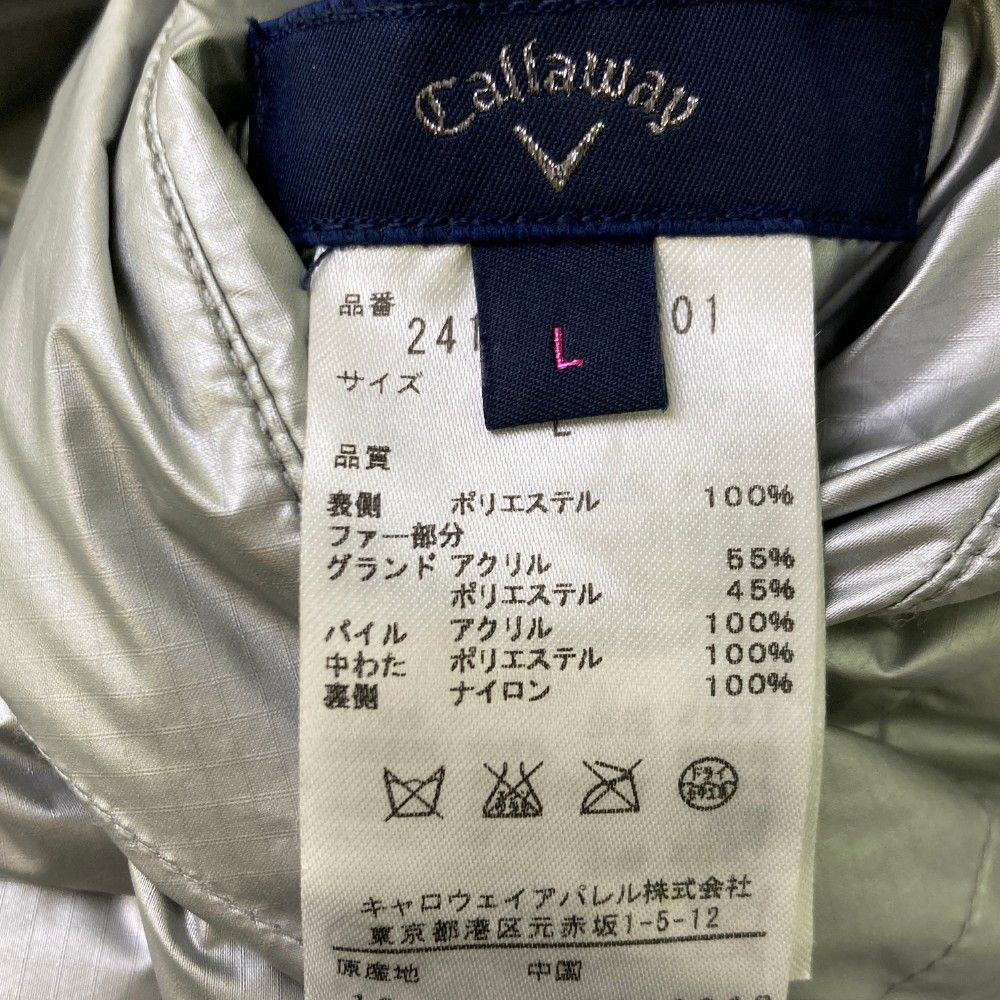 Callaway
品番
241 01
L
サイズ
L
品質
表側 ポリエステル 100%
ファー部分
グランド アクリル 55%
ポリエステル 45%
パイル アクリル 100%
中わた ポリエステル 100%
裏側 ナイロン 100%
ドライ
キャロウェイアパレル株式会社
東京都港区元赤坂1-5-12
原産地 中国